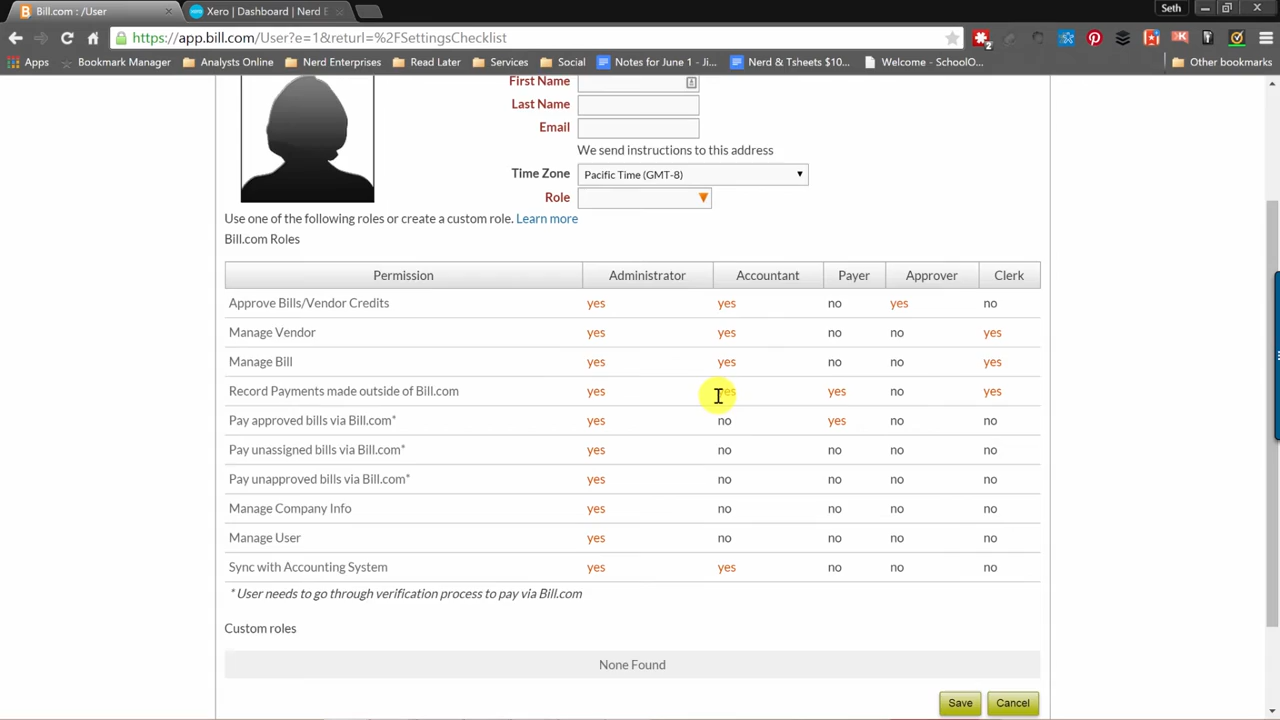 Bill.com : /User
Xero | Dashboard | Nerd E
Seth
https://app.bill.com/User?e=1&returl=%2FSettingsChecklist
2
Apps Bookmark Manager Analysts Online Nerd Enterprises Read Later Services Social Notes for June 1 - Ji... Nerd & Tsheets $10... Welcome - SchoolO... Other bookmarks
First Name
Last Name
Email
We send instructions to this address
Time Zone Pacific Time (GMT-8)
Role
Use one of the following roles or create a custom role. Learn more
Bill.com Roles
Permission Administrator Accountant Payer Approver Clerk
Approve Bills/Vendor Credits yes yes no yes no
Manage Vendor yes yes no no yes
Manage Bill yes yes no no yes
Record Payments made outside of Bill.com yes yes yes no yes
Pay approved bills via Bill.com* yes no yes no no
Pay unassigned bills via Bill.com* yes no no no no
Pay unapproved bills via Bill.com* yes no no no no
Manage Company Info yes no no no no
Manage User yes no no no no
Sync with Accounting System yes yes no no no
* User needs to go through verification process to pay via Bill.com
Custom roles
None Found
Save Cancel